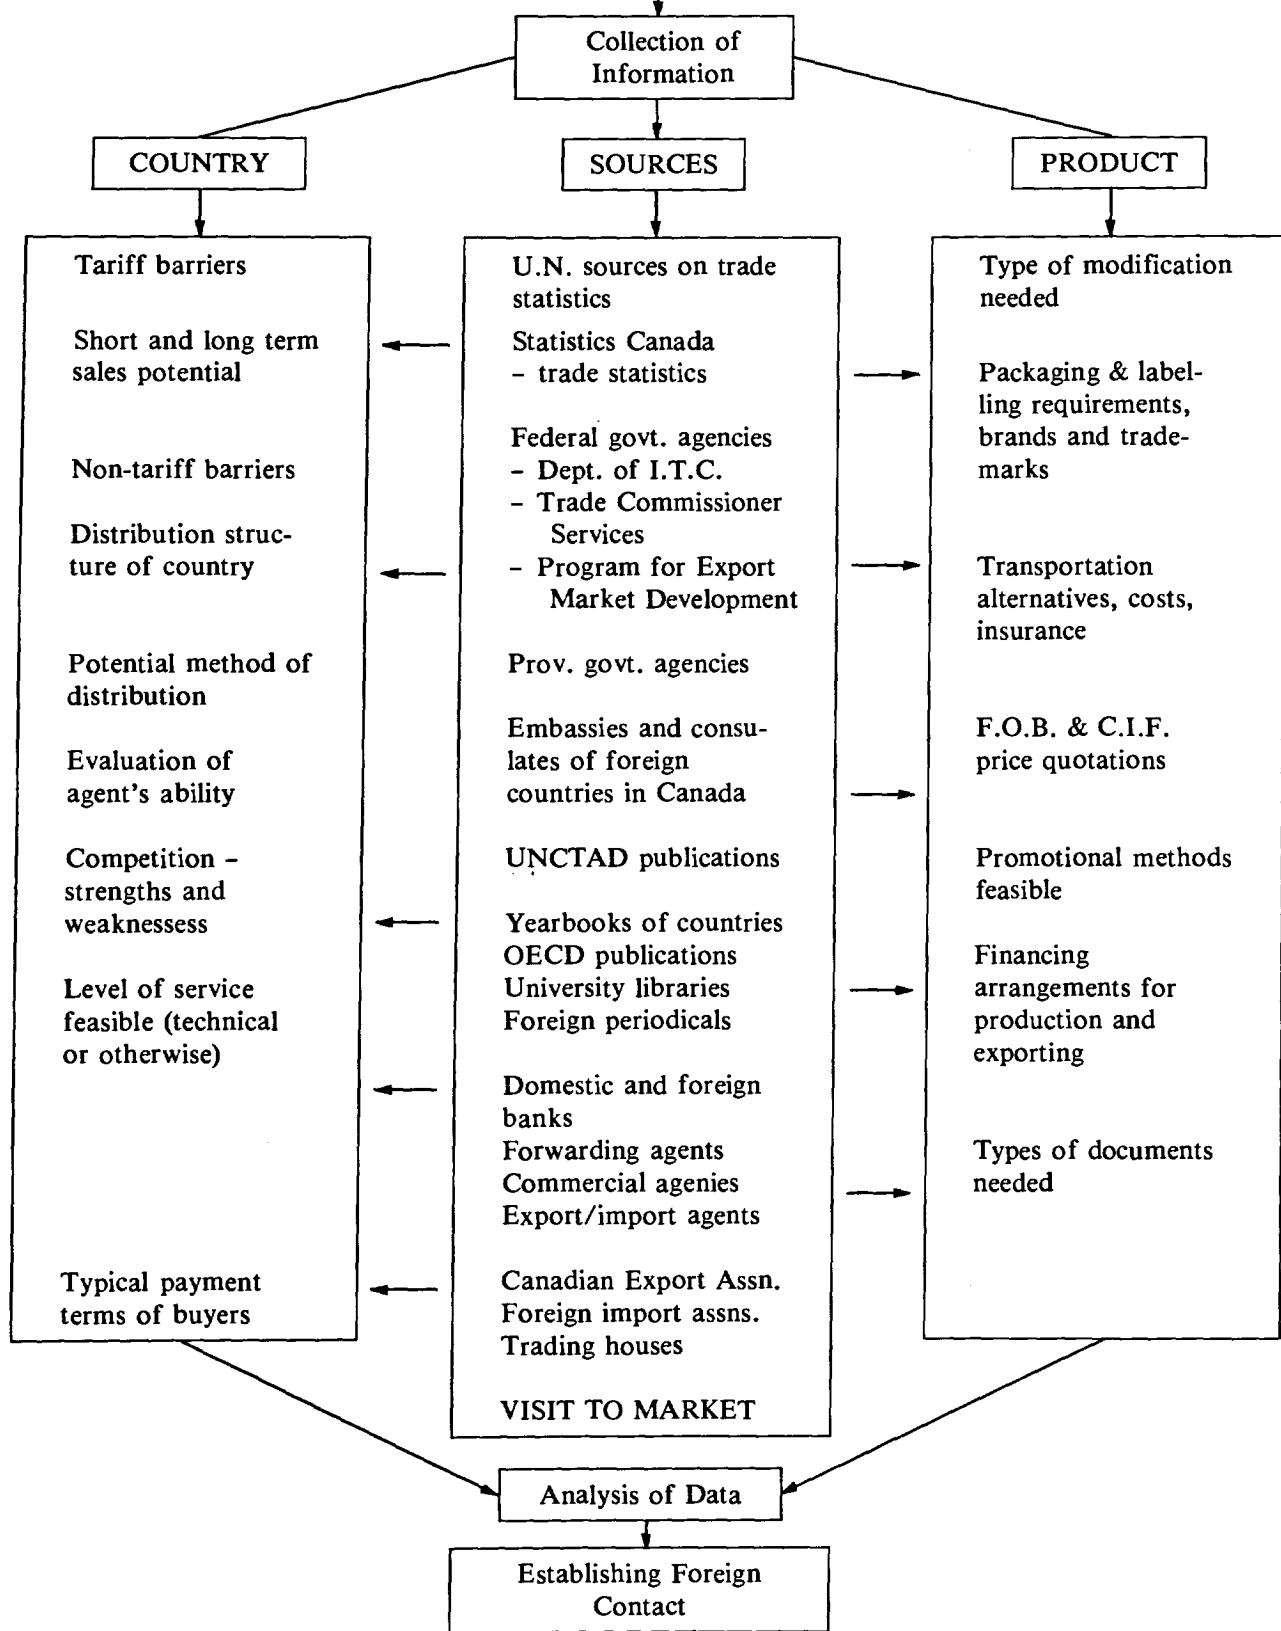 Collection of
Information
COUNTRY
SOURCES
PRODUCT
Tariff barriers
Short and long term
sales potential
Non-tariff barriers
Distribution struc-
ture of country
Potential method of
distribution
Evaluation of
agent's ability
Competition –
strengths and
weaknessess
Level of service
feasible (technical
or otherwise)
Typical payment
terms of buyers
U.N. sources on trade
statistics
Statistics Canada
– trade statistics
Federal govt. agencies
– Dept. of I.T.C.
– Trade Commissioner
Services
– Program for Export
Market Development
Prov. govt. agencies
Embassies and consu-
lates of foreign
countries in Canada
UNCTAD publications
Yearbooks of countries
OECD publications
University libraries
Foreign periodicals
Domestic and foreign
banks
Forwarding agents
Commercial agenies
Export/import agents
Canadian Export Assn.
Foreign import assns.
Trading houses
VISIT TO MARKET
Type of modification
needed
Packaging & label-
ling requirements,
brands and trade-
marks
Transportation
alternatives, costs,
insurance
F.O.B. & C.I.F.
price quotations
Promotional methods
feasible
Financing
arrangements for
production and
exporting
Types of documents
needed
Analysis of Data
Establishing Foreign
Contact